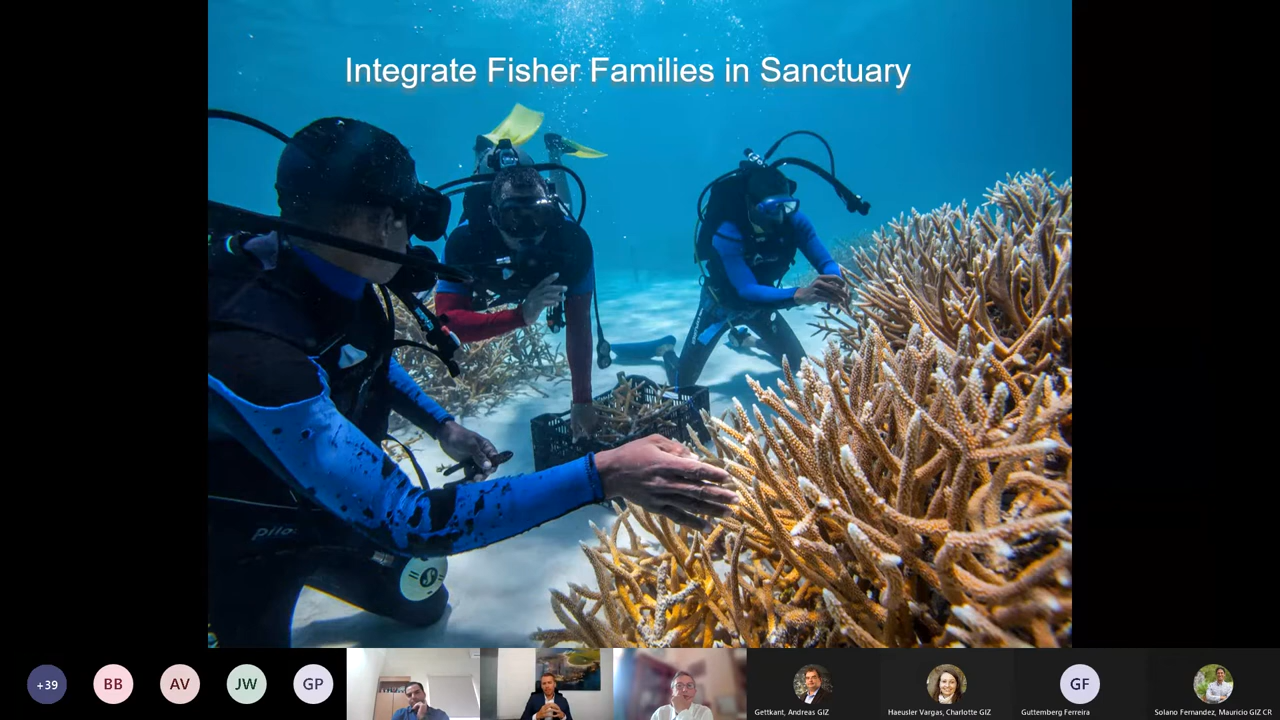 Integrate Fisher Families in Sanctuary
Pilo
+39
BB
AV
JW
GP
GF
Gettkant, Andreas GIZ
Haeusler Vargas, Charlotte GIZ
Guttemberg Ferreira
Solano Fernandez, Mauricio GIZ CR